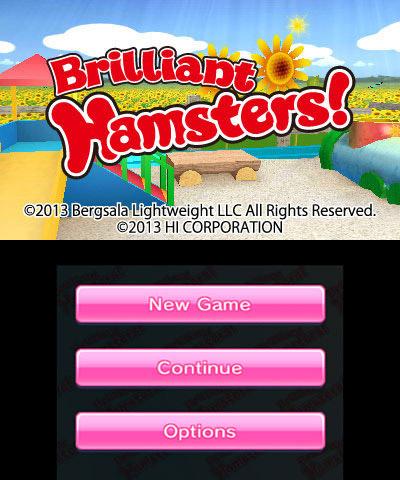 Brilliant
Hamsters!
©2013 Bergsala Lightweight LLC All Rights Reserved.
©2013 HI CORPORATION
New Game
Continue
Options